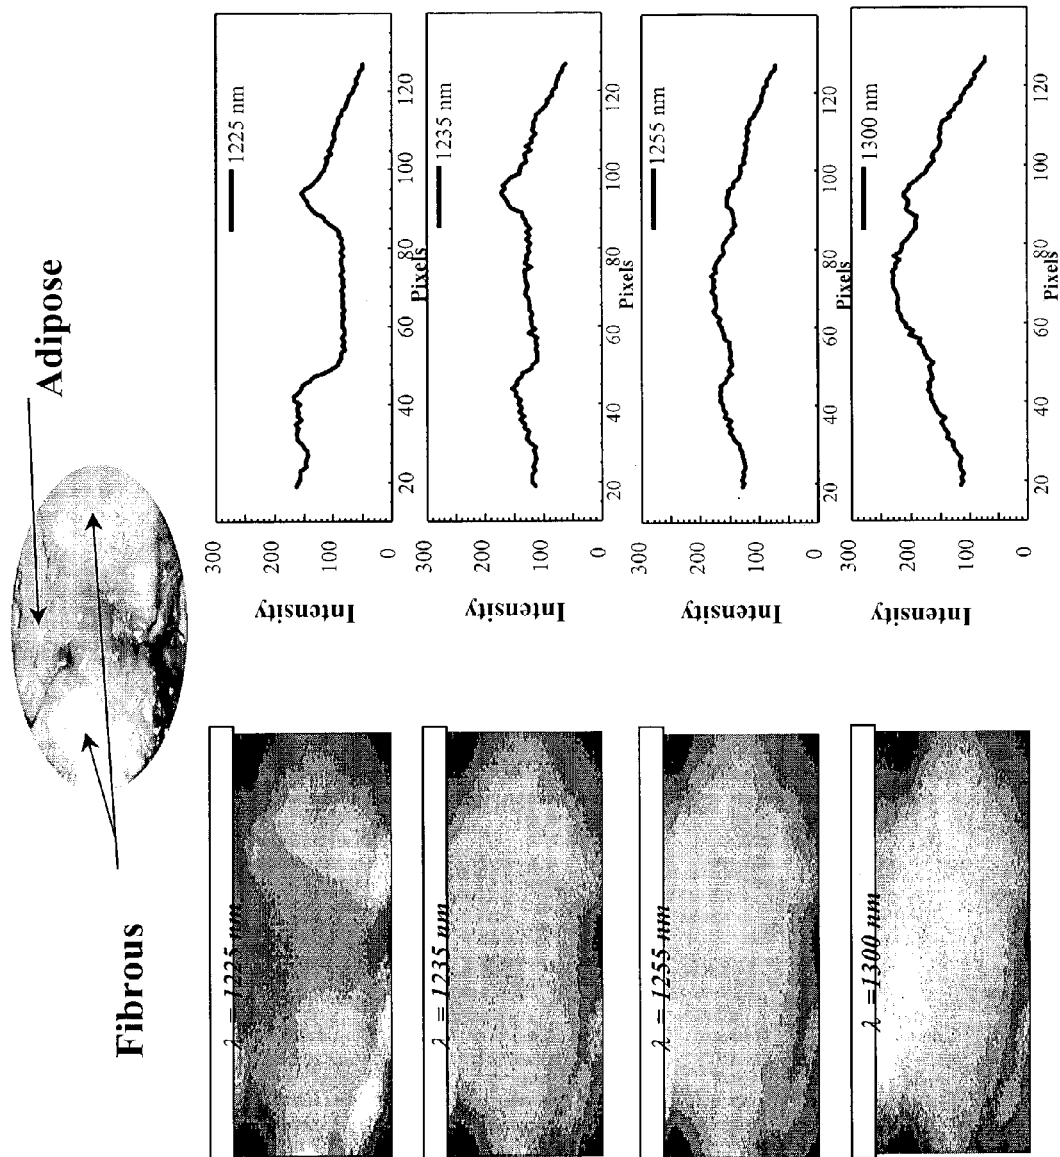 Fibrous
Adipose
λ = 1225 nm
Intensity
300
200
100
0
1225 nm
20
40
60
80
100
120
Pixels
λ = 1235 nm
Intensity
300
200
100
0
1235 nm
20
40
60
80
100
120
Pixels
λ = 1255 nm
Intensity
300
200
100
0
1255 nm
20
40
60
80
100
120
Pixels
λ =1300 nm
Intensity
300
200
100
0
1300 nm
20
40
60
80
100
120
Pixels